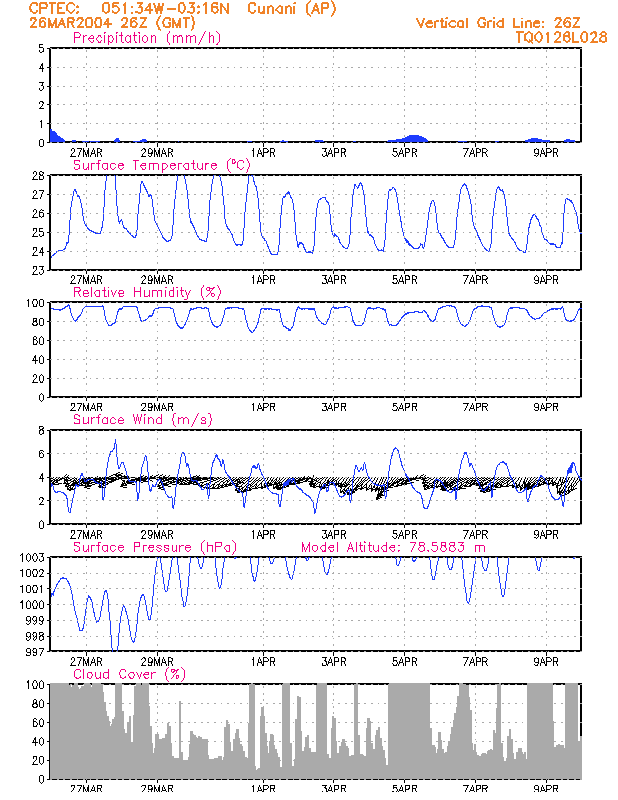 CPTEC: 051:34W-03:16N Cunani (AP)
26MAR2004 26Z (GMT) Vertical Grid Line: 26Z
Precipitation (mm/h) TQ0126L028
5
4
3
2
1
0
27MAR 29MAR 1APR 3APR 5APR 7APR 9APR
Surface Temperature (°C)
28
27
26
25
24
23
27MAR 29MAR 1APR 3APR 5APR 7APR 9APR
Relative Humidity (%)
100
80
60
40
20
0
27MAR 29MAR 1APR 3APR 5APR 7APR 9APR
Surface Wind (m/s)
8
6
4
2
0
27MAR 29MAR 1APR 3APR 5APR 7APR 9APR
Surface Pressure (hPa) Model Altitude: 78.5883 m
1003
1002
1001
1000
999
998
997
27MAR 29MAR 1APR 3APR 5APR 7APR 9APR
Cloud Cover (%)
100
80
60
40
20
0
27MAR 29MAR 1APR 3APR 5APR 7APR 9APR